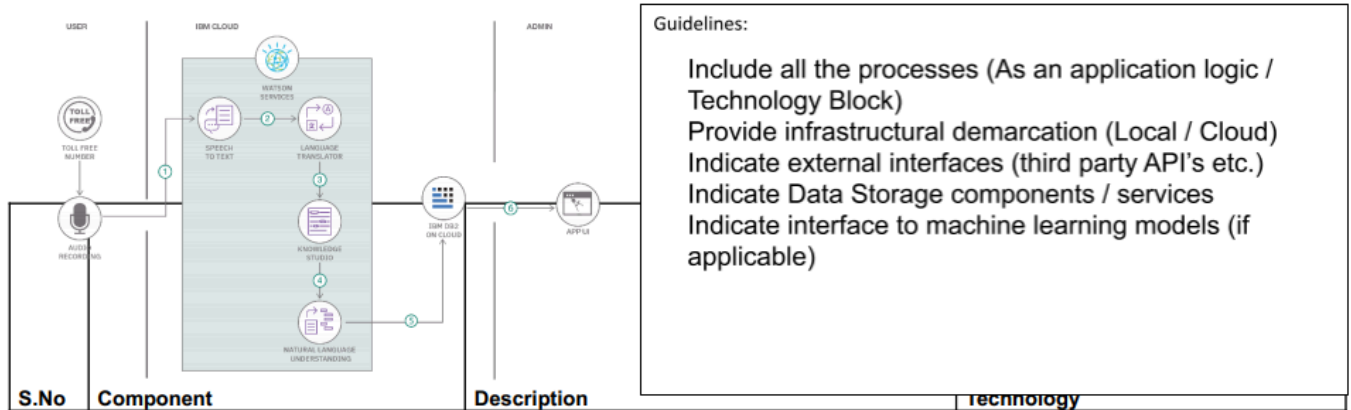 USER
IBM CLOUD
ADMIN
WATSON
SERVICES
TOLL
FREE
TOLL FREE
NUMBER
1
SPEECH
TO TEXT
2
LANGUAGE
TRANSLATOR
3
AUDIO
RECORDING
KNOWLEDGE
STUDIO
4
NATURAL LANGUAGE
UNDERSTANDING
5
IBM DB2
ON CLOUD
6
APP UI
Guidelines:
Include all the processes (As an application logic /
Technology Block)
Provide infrastructural demarcation (Local / Cloud)
Indicate external interfaces (third party API's etc.)
Indicate Data Storage components / services
Indicate interface to machine learning models (if
applicable)
S.No Component Description Technology